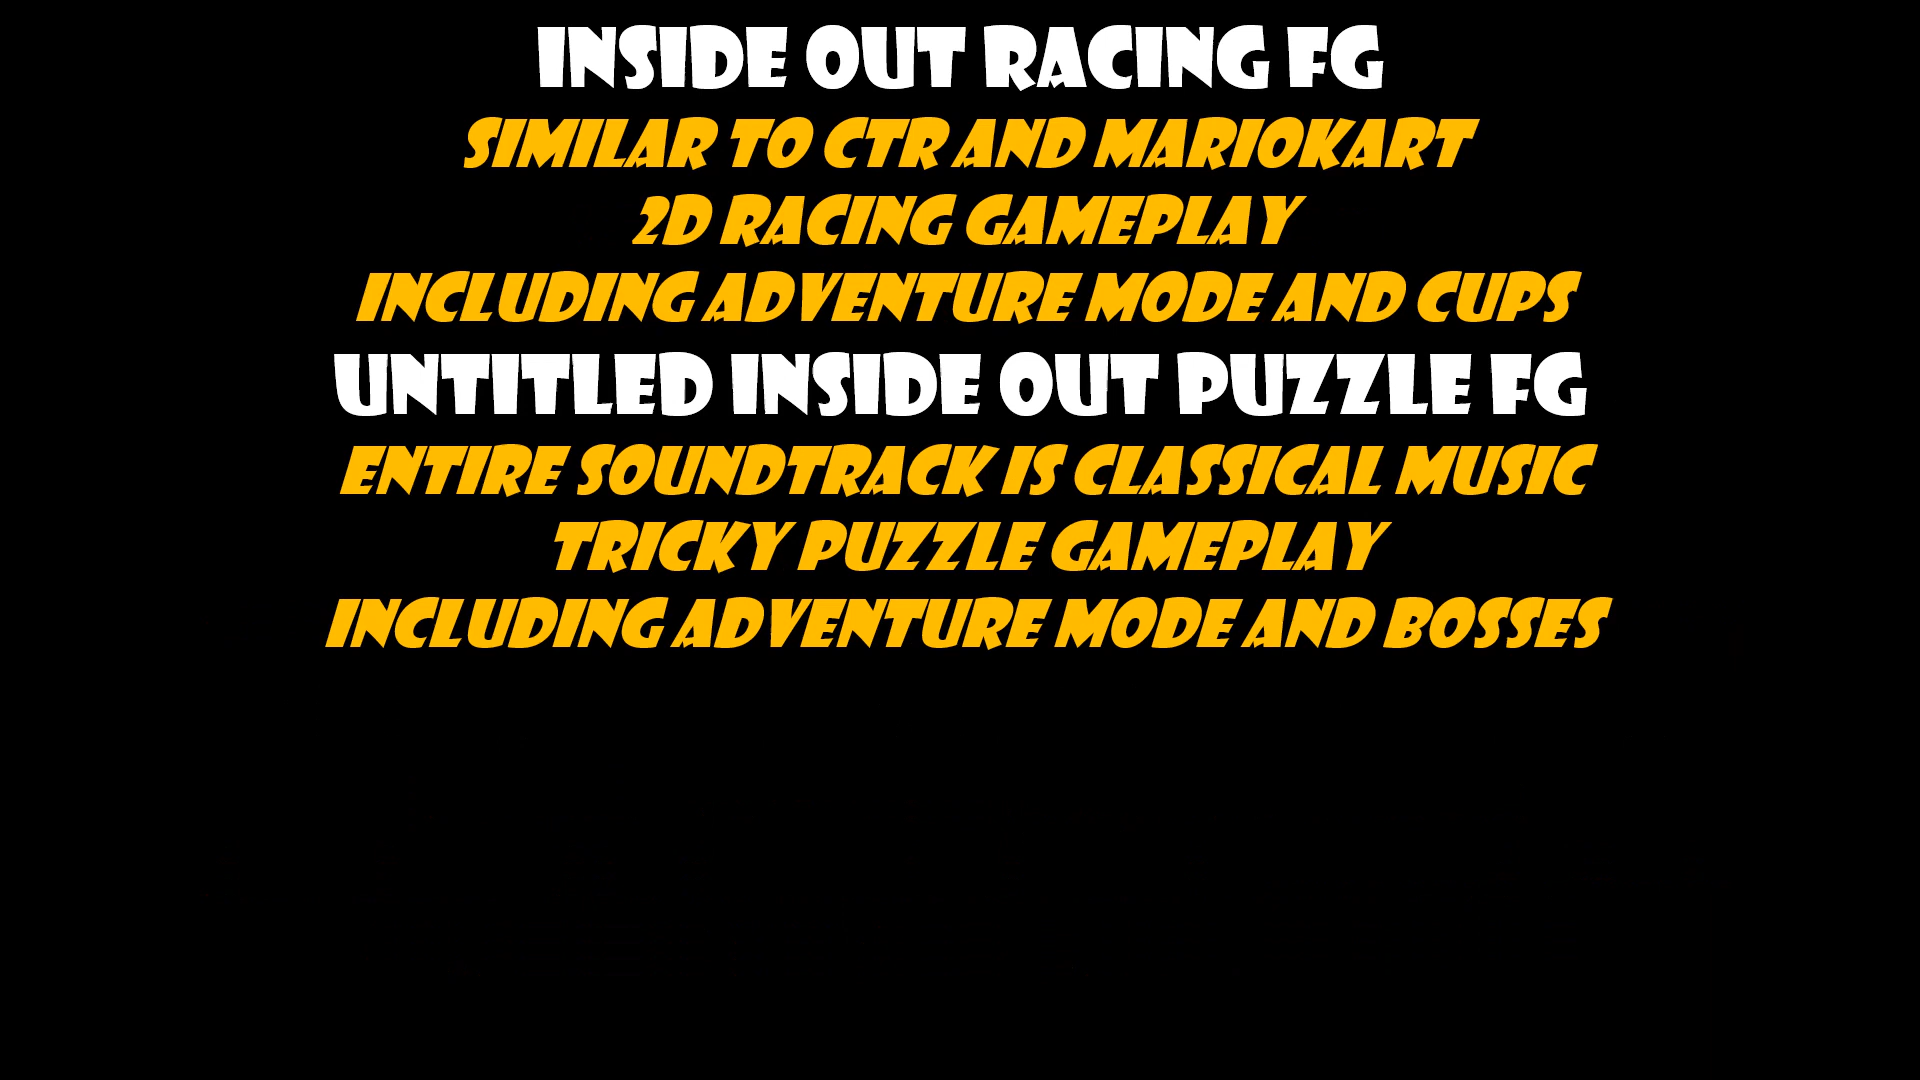 INSIDE OUT RACING FG
SIMILAR TO CTR AND MARIOKART
2D RACING GAMEPLAY
INCLUDING ADVENTURE MODE AND CUPS
UNTITLED INSIDE OUT PUZZLE FG
ENTIRE SOUNDTRACK IS CLASSICAL MUSIC
TRICKY PUZZLE GAMEPLAY
INCLUDING ADVENTURE MODE AND BOSSES